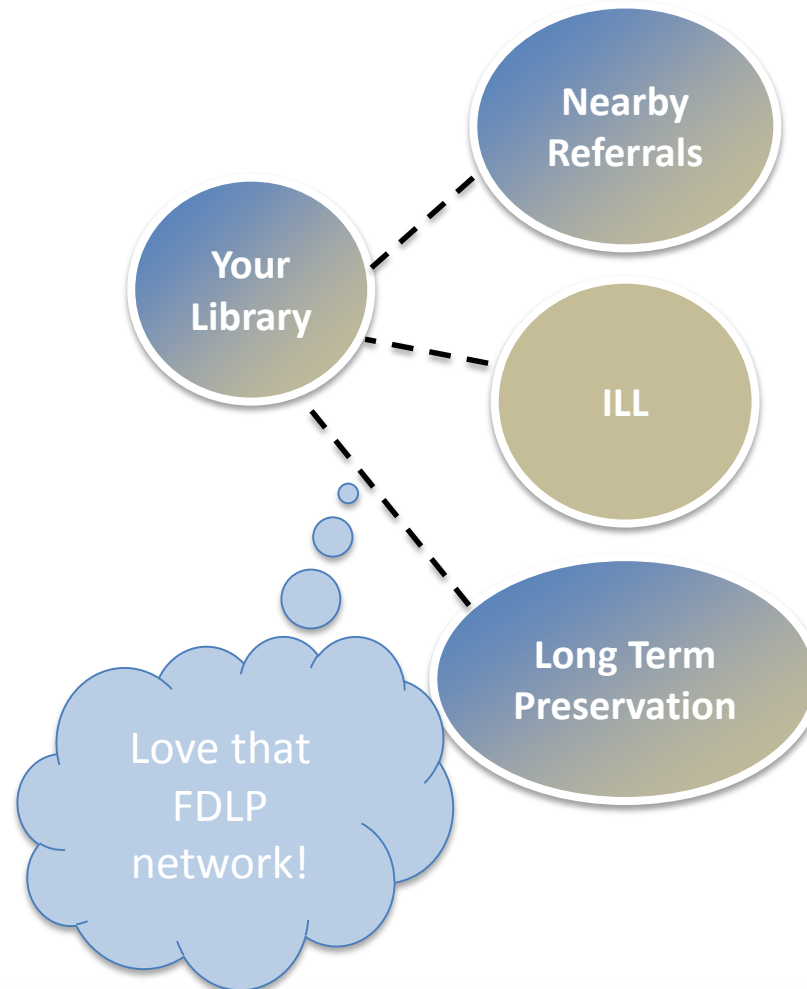 Nearby
Referrals
Your
Library
ILL
Long Term
Preservation
Love that
FDLP
network!